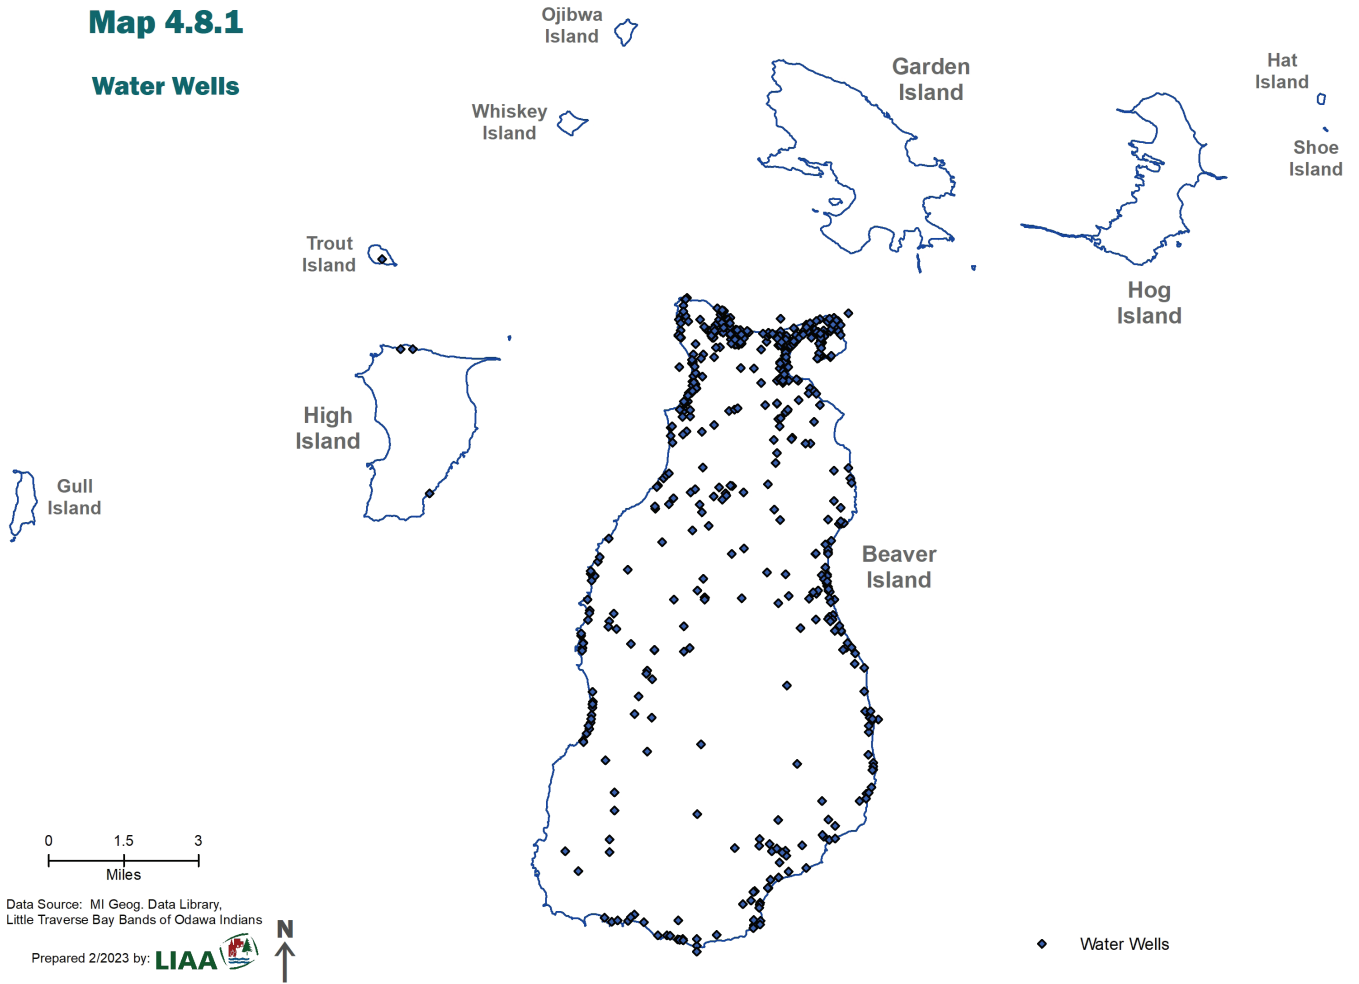 Map 4.8.1
Water Wells
Ojibwa
Island
Whiskey
Island
Garden
Island
Hat
Island
Shoe
Island
Trout
Island
Hog
Island
High
Island
Gull
Island
Beaver
Island
0 1.5 3
Miles
Data Source: MI Geog. Data Library,
Little Traverse Bay Bands of Odawa Indians
Prepared 2/2023 by: LIAA
N
Water Wells